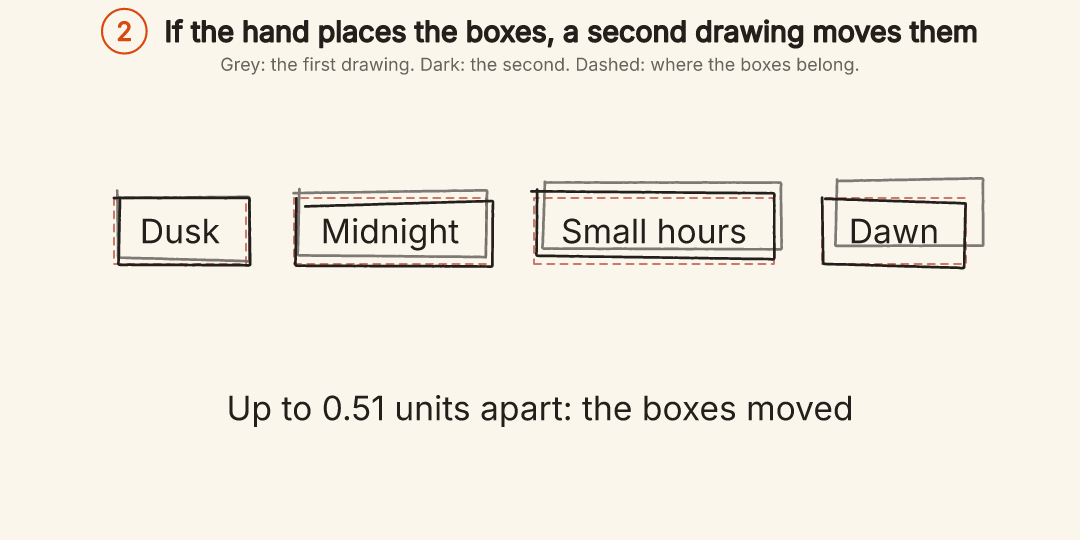 2 If the hand places the boxes, a second drawing moves them
Grey: the first drawing. Dark: the second. Dashed: where the boxes belong.
Dusk Midnight Small hours Dawn
Up to 0.51 units apart: the boxes moved